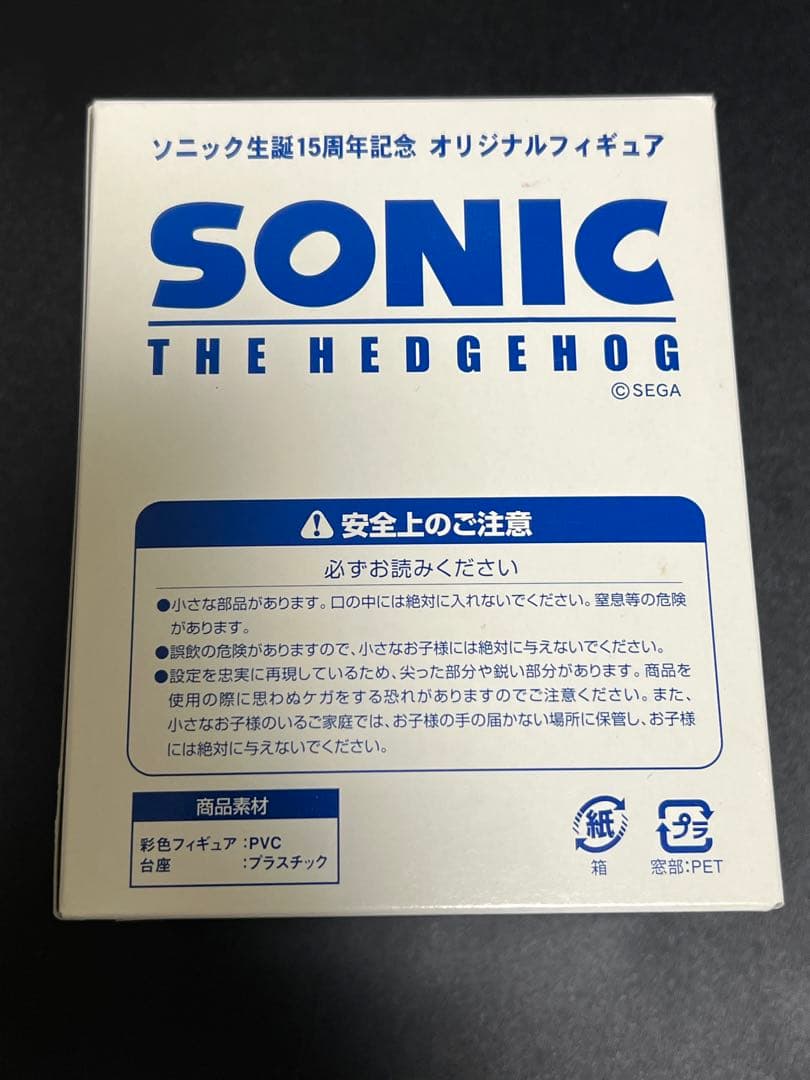 ソニック生誕15周年記念 オリジナルフィギュア
SONIC
THE HEDGEHOG
©SEGA
⚠安全上のご注意
必ずお読みください
●小さな部品があります。口の中には絶対に入れないでください。窒息等の危険
があります。
●誤飲の危険がありますので、小さなお子様には絶対に与えないでください。
●設定を忠実に再現しているため、尖った部分や鋭い部分があります。商品を
使用の際に思わぬケガをする恐れがありますのでご注意ください。また、
小さなお子様のいるご家庭では、お子様の手の届かない場所に保管し、お子様
には絶対に与えないでください。
商品素材
彩色フィギュア:PVC
台座 :プラスチック
紙
箱
プラ
窓部:PET